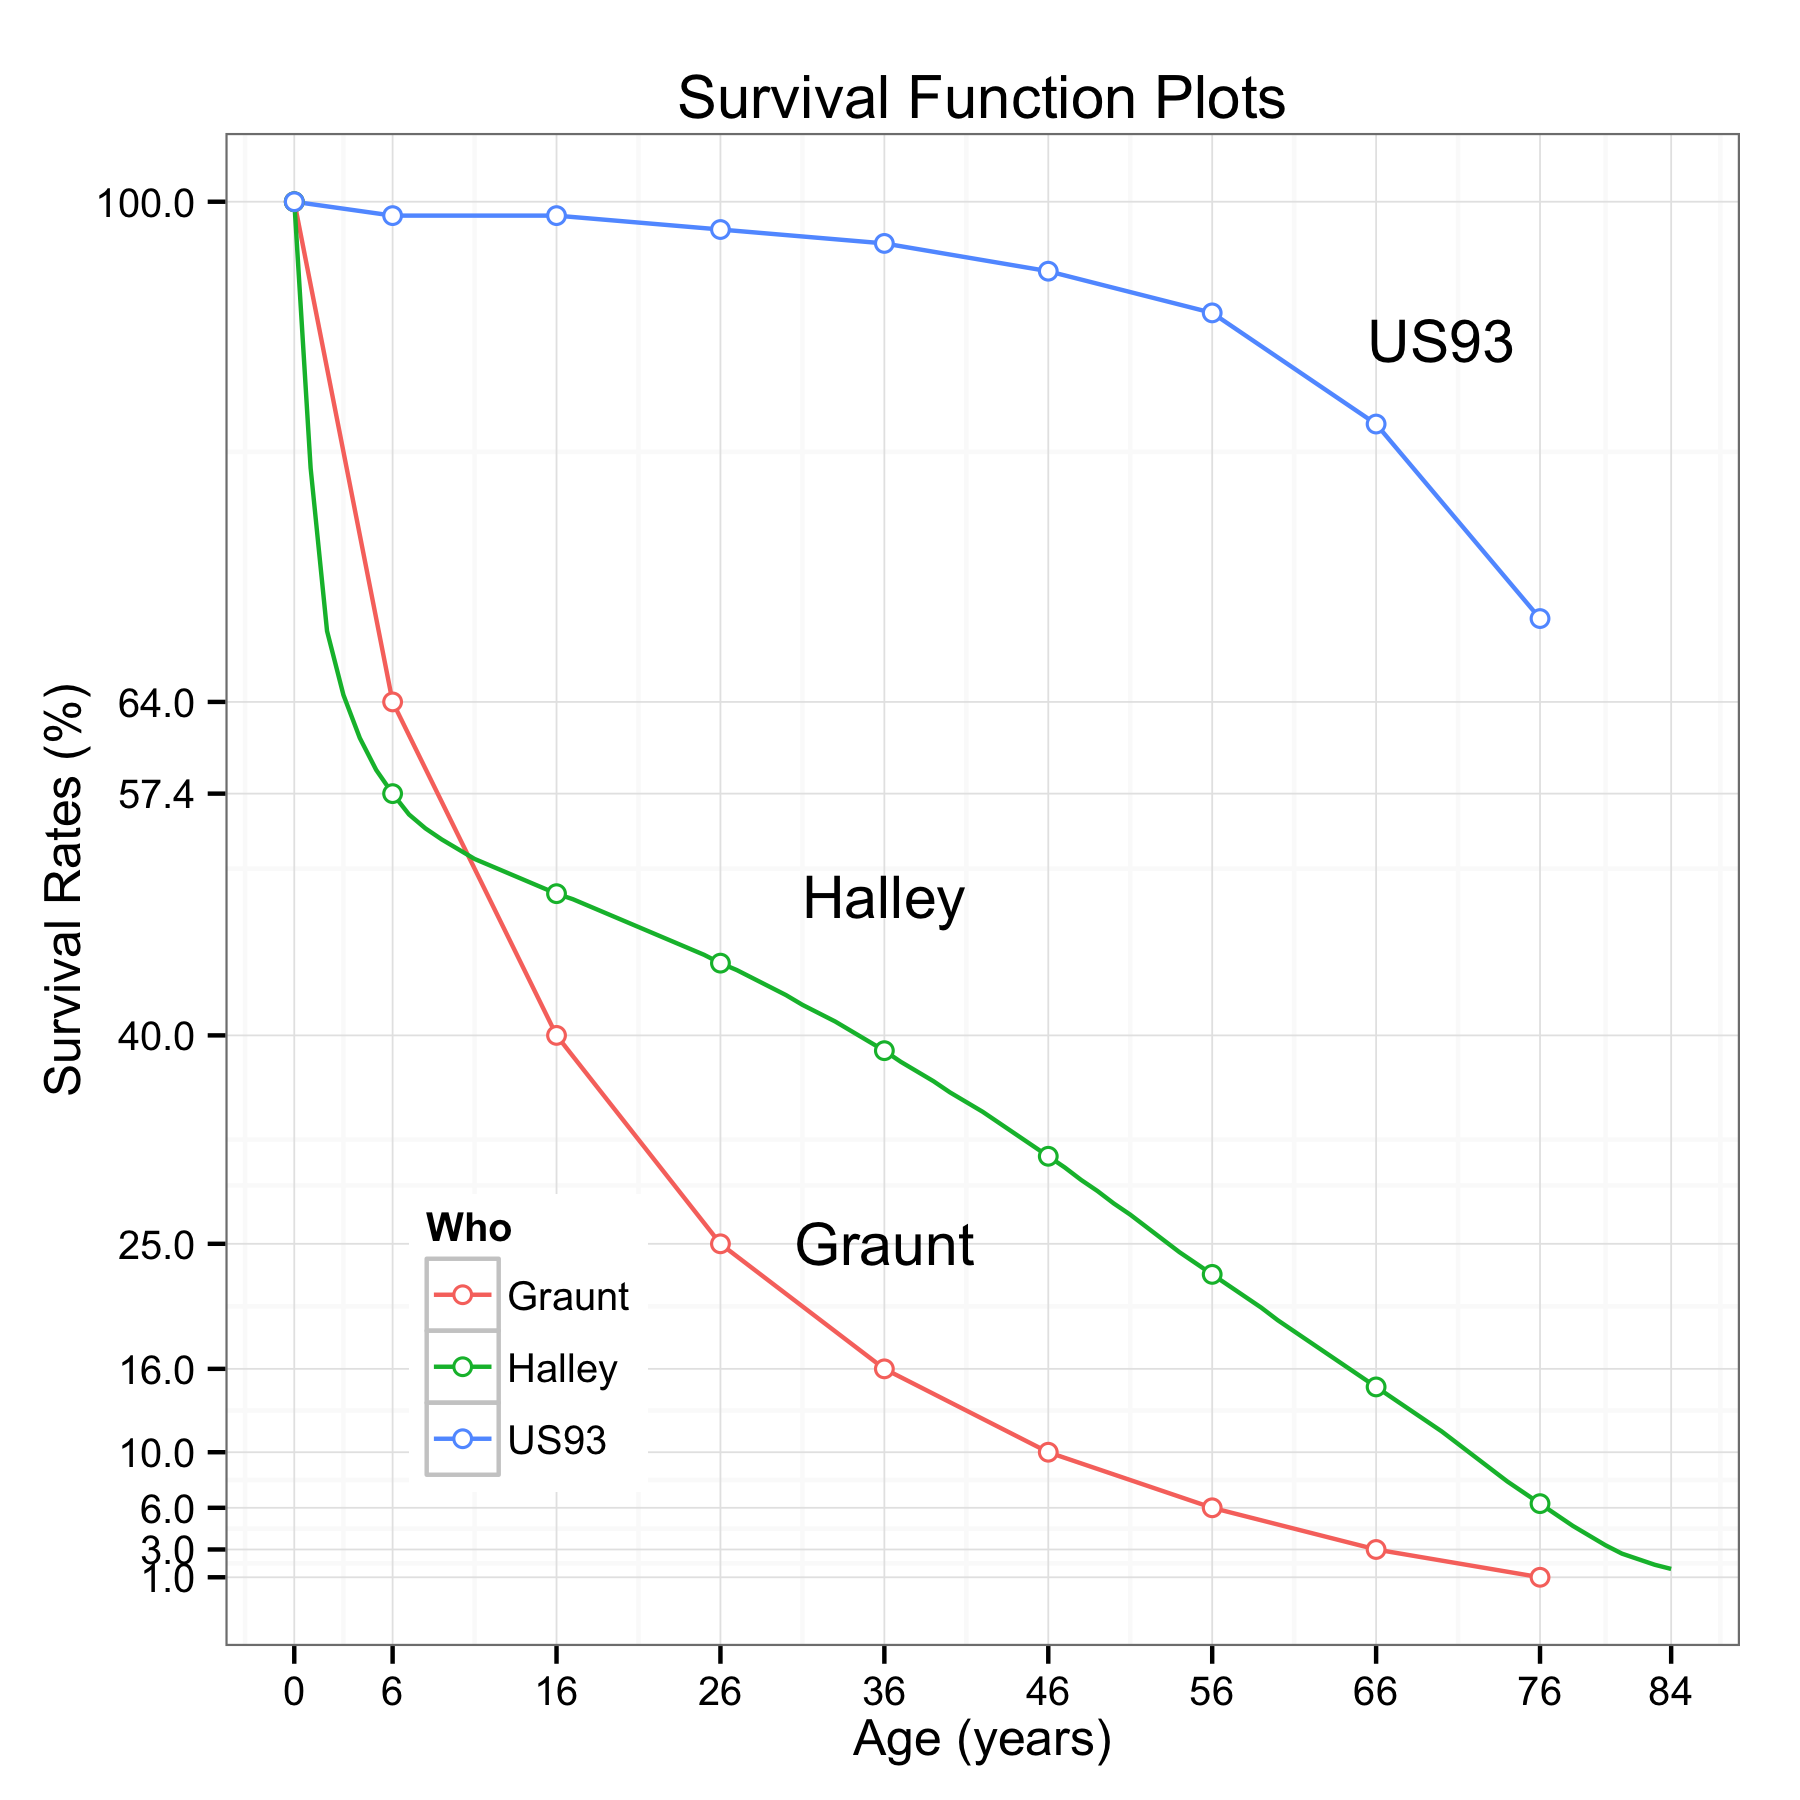 Survival Function Plots
100.0
64.0
57.4
40.0
25.0
16.0
10.0
6.0
3.0
1.0
Survival Rates (%)
US93
Halley
Graunt
Who
Graunt
Halley
US93
0 6 16 26 36 46 56 66 76 84
Age (years)